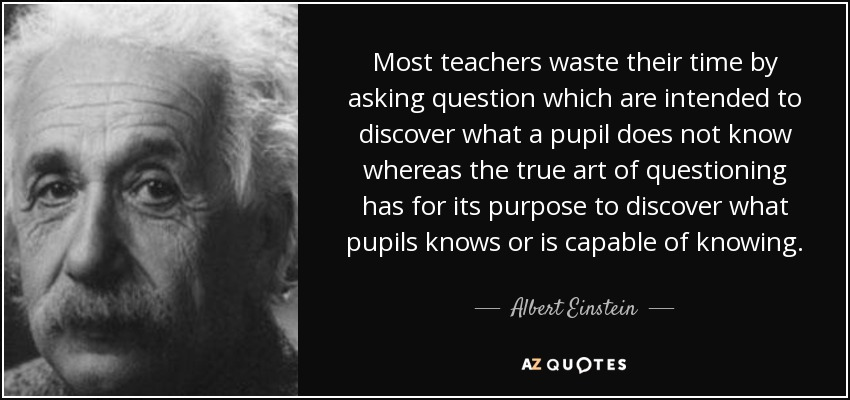 Most teachers waste their time by
asking question which are intended to
discover what a pupil does not know
whereas the true art of questioning
has for its purpose to discover what
pupils knows or is capable of knowing.
Albert Einstein
AZ QUOTES